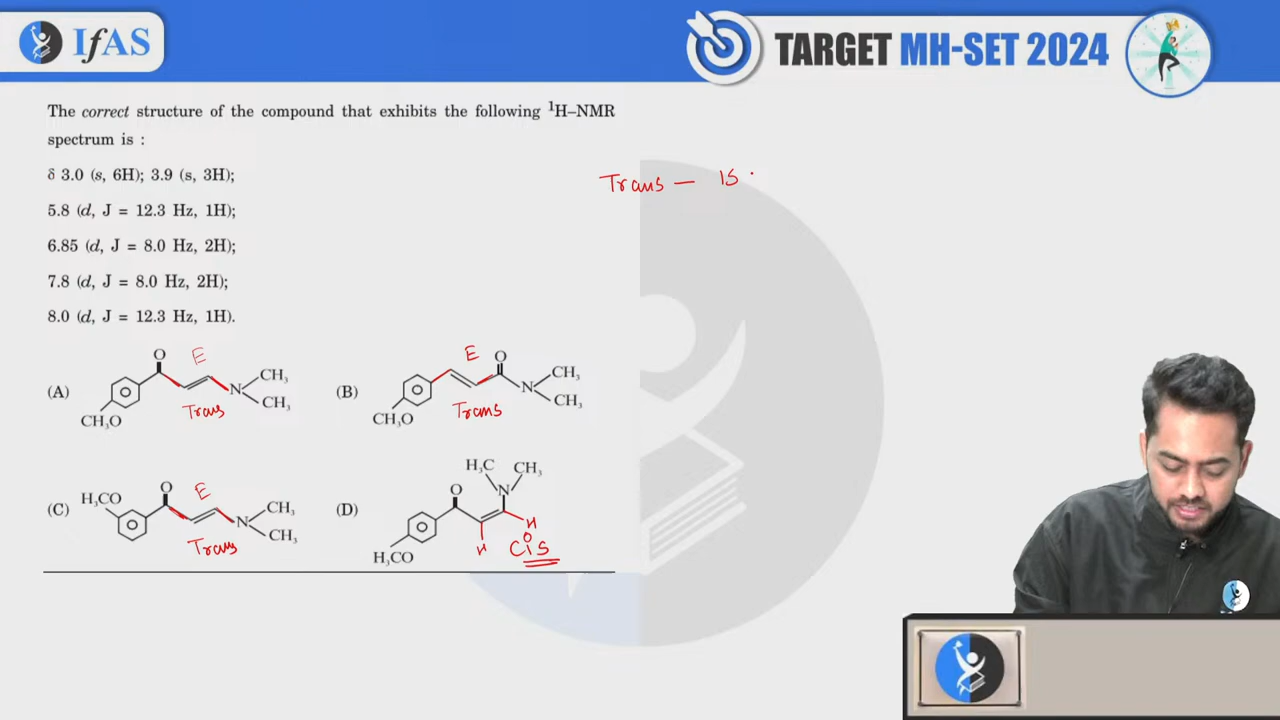 IfAS
TARGET MH-SET 2024
The correct structure of the compound that exhibits the following ¹H–NMR
spectrum is :
δ 3.0 (s, 6H); 3.9 (s, 3H);
5.8 (d, J = 12.3 Hz, 1H);
6.85 (d, J = 8.0 Hz, 2H);
7.8 (d, J = 8.0 Hz, 2H);
8.0 (d, J = 12.3 Hz, 1H).
Trans — 15
(A) O E N CH₃ CH₃ CH₃O Trans
(B) E O N CH₃ CH₃ CH₃O Trans
(C) H₃CO O E N CH₃ CH₃ Trans
(D) H₃C CH₃ N O H H H₃CO Cis